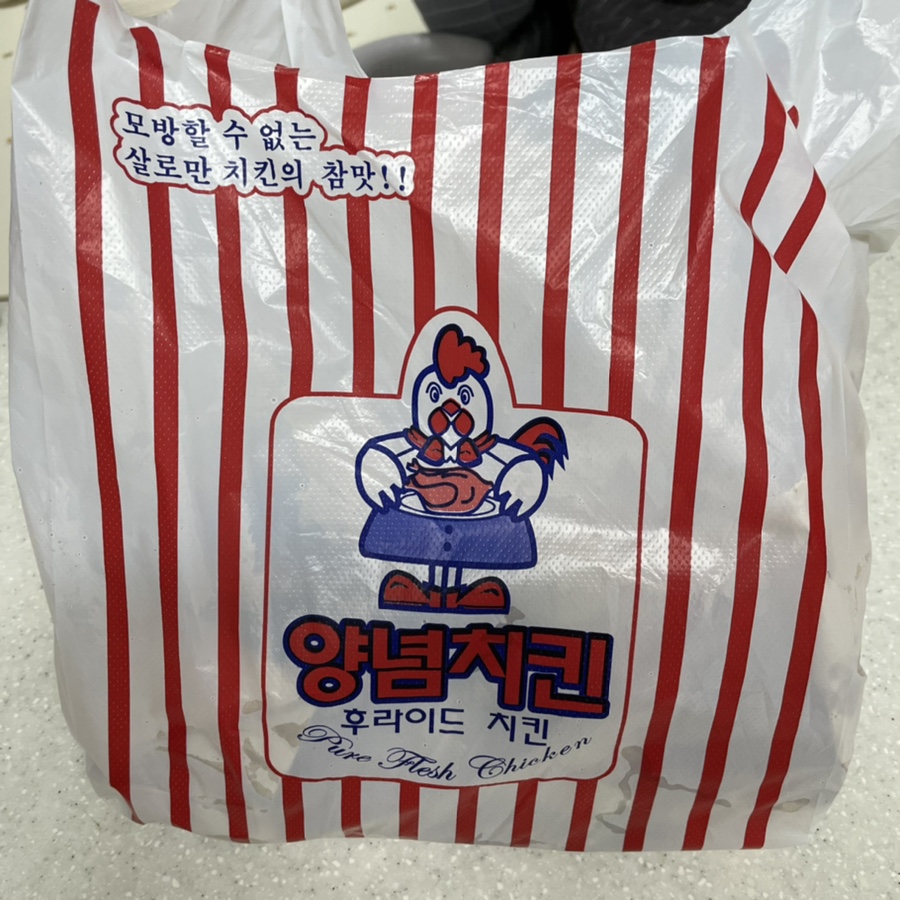 모방할 수 없는
살로만 치킨의 참맛!!
양념치킨
후라이드 치킨
Pure Flesh Chicken